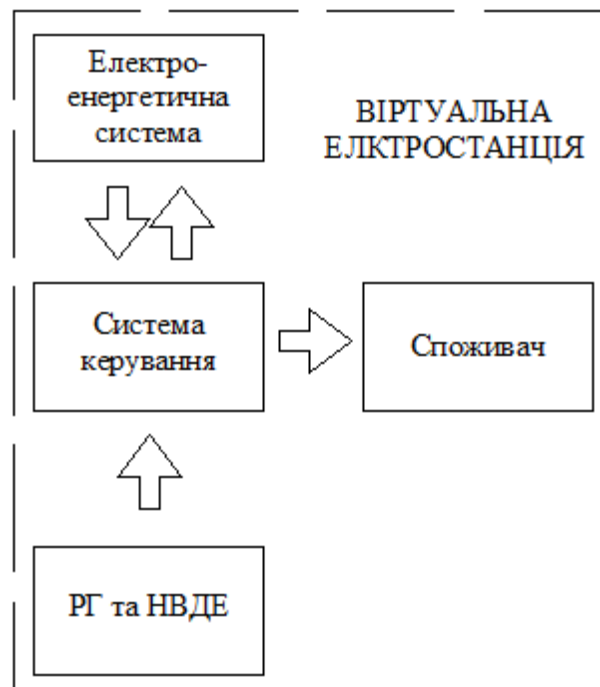 Електро-
енергетична
система
ВІРТУАЛЬНА
ЕЛКТРОСТАНЦІЯ
Система
керування
Споживач
РГ та НВДЕ